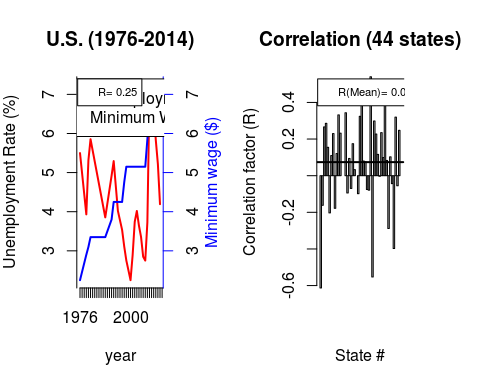 U.S. (1976-2014)
R= 0.25
Minimum
Unemployment Rate (%)
7
6
5
4
3
7
6
5
4
3
Minimum wage ($)
1976 2000
year
Correlation (44 states)
R(Mean)= 0.0
Correlation factor (R)
0.4
0.2
-0.2
-0.6
State #